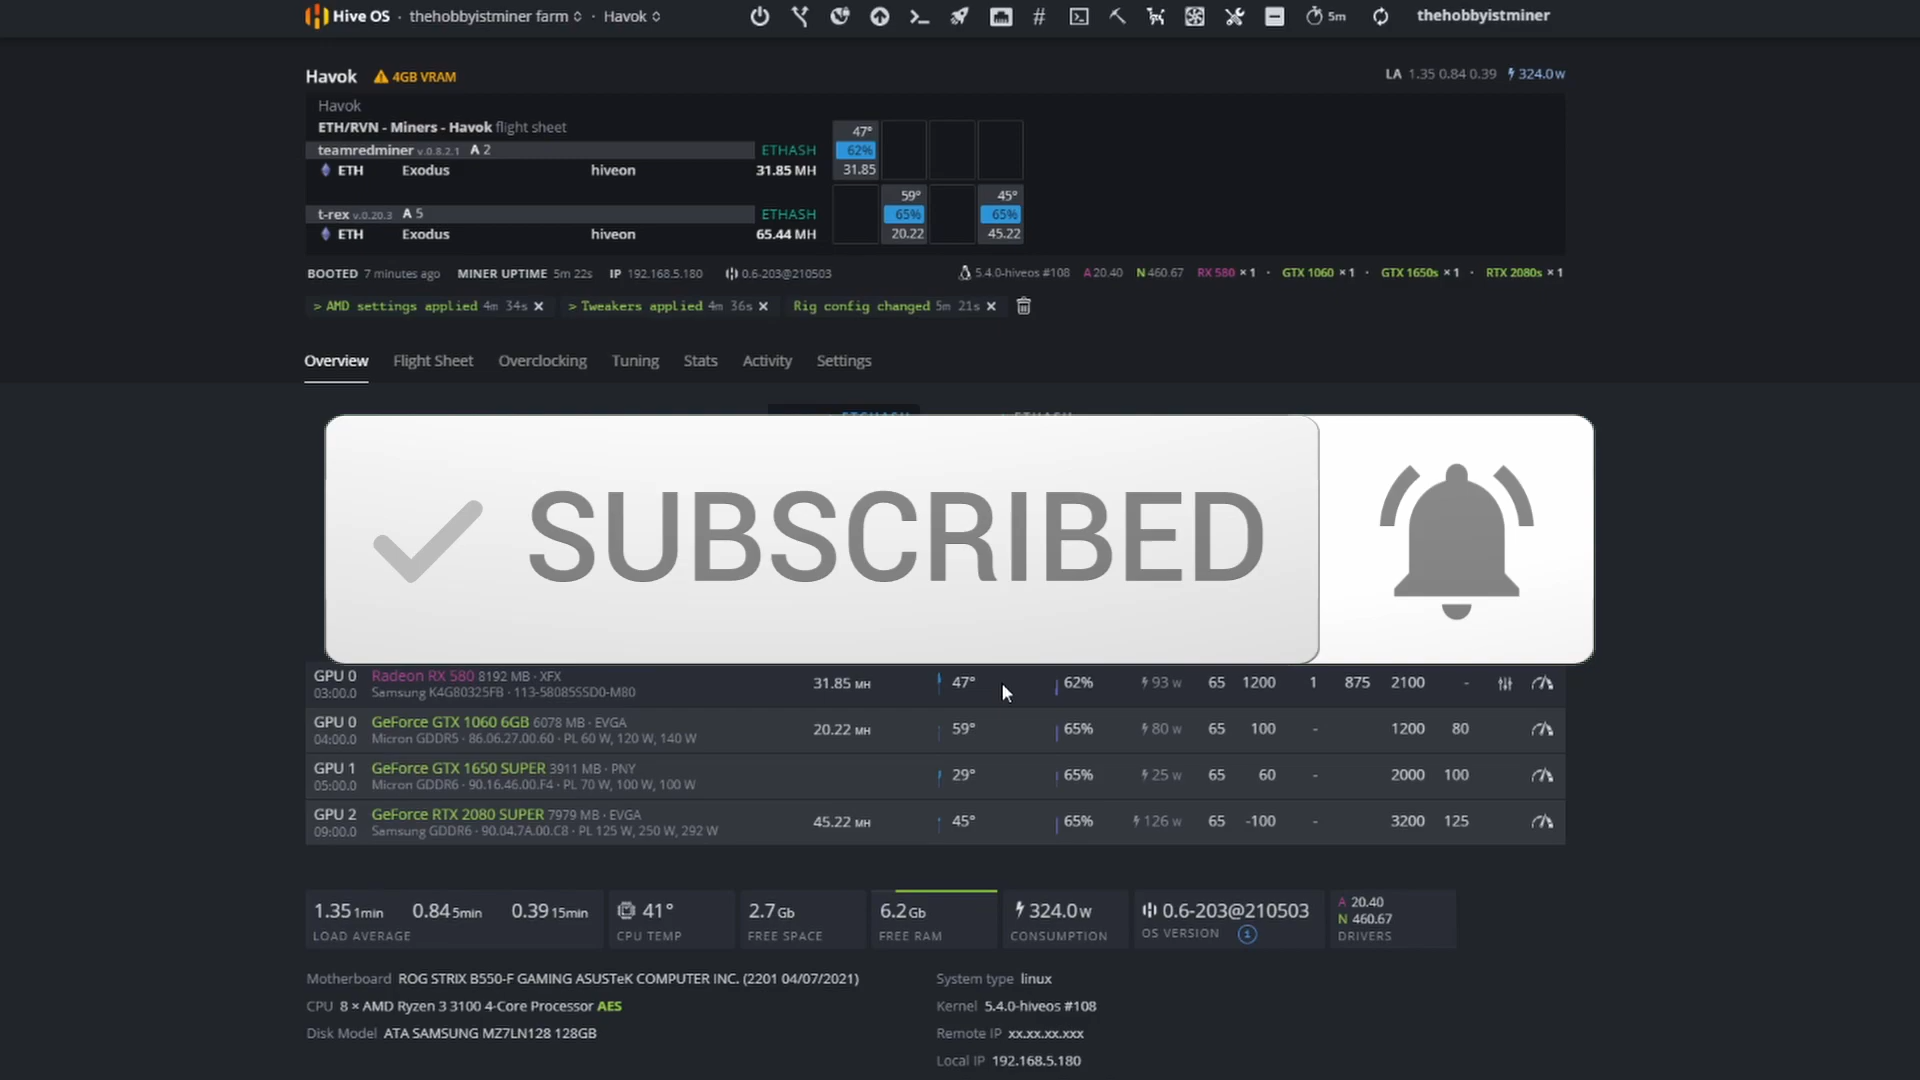 Hive OS · thehobbyistminer farm · Havok 5m thehobbyistminer
Havok 4GB VRAM LA 1.35 0.84 0.39 324.0 w
Havok
ETH/RVN - Miners - Havok flight sheet
47°
teamredminer v.0.8.2.1 A 2 ETHASH 62%
ETH Exodus hiveon 31.85 MH 31.85
59° 45°
t-rex v.0.20.3 A 5 ETHASH 65% 65%
ETH Exodus hiveon 65.44 MH 20.22 45.22
BOOTED 7 minutes ago MINER UPTIME 5m 22s IP 192.168.5.180 0.6-203@210503 5.4.0-hiveos #108 A 20.40 N 460.67 RX 580 × 1 · GTX 1060 × 1 · GTX 1650s × 1 · RTX 2080s × 1
> AMD settings applied 4m 34s × > Tweakers applied 4m 36s × Rig config changed 5m 21s ×
Overview Flight Sheet Overclocking Tuning Stats Activity Settings
SUBSCRIBED
GPU 0 Radeon RX 580 8192 MB · XFX 31.85 MH 47° 62% 93 w 65 1200 1 875 2100 -
03:00.0 Samsung K4G80325FB · 113-58085SSD0-M80
GPU 0 GeForce GTX 1060 6GB 6078 MB · EVGA 20.22 MH 59° 65% 80 w 65 100 - 1200 80
04:00.0 Micron GDDR5 · 86.06.27.00.60 · PL 60 W, 120 W, 140 W
GPU 1 GeForce GTX 1650 SUPER 3911 MB · PNY 29° 65% 25 w 65 60 - 2000 100
05:00.0 Micron GDDR6 · 90.16.46.00.F4 · PL 70 W, 100 W, 100 W
GPU 2 GeForce RTX 2080 SUPER 7979 MB · EVGA 45.22 MH 45° 65% 126 w 65 -100 - 3200 125
09:00.0 Samsung GDDR6 · 90.04.7A.00.C8 · PL 125 W, 250 W, 292 W
1.35 1min 0.84 5min 0.39 15min 41° 2.7 Gb 6.2 Gb 324.0 w 0.6-203@210503 A 20.40
N 460.67
LOAD AVERAGE CPU TEMP FREE SPACE FREE RAM CONSUMPTION OS VERSION 1 DRIVERS
Motherboard ROG STRIX B550-F GAMING ASUSTeK COMPUTER INC. (2201 04/07/2021) System type linux
CPU 8 × AMD Ryzen 3 3100 4-Core Processor AES Kernel 5.4.0-hiveos #108
Disk Model ATA SAMSUNG MZ7LN128 128GB Remote IP xx.xx.xx.xxx
Local IP 192.168.5.180